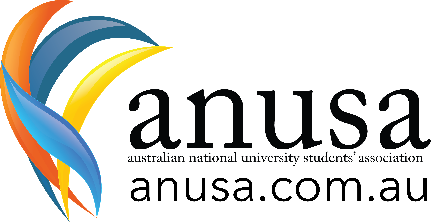 anusa
australian national university students' association
anusa.com.au